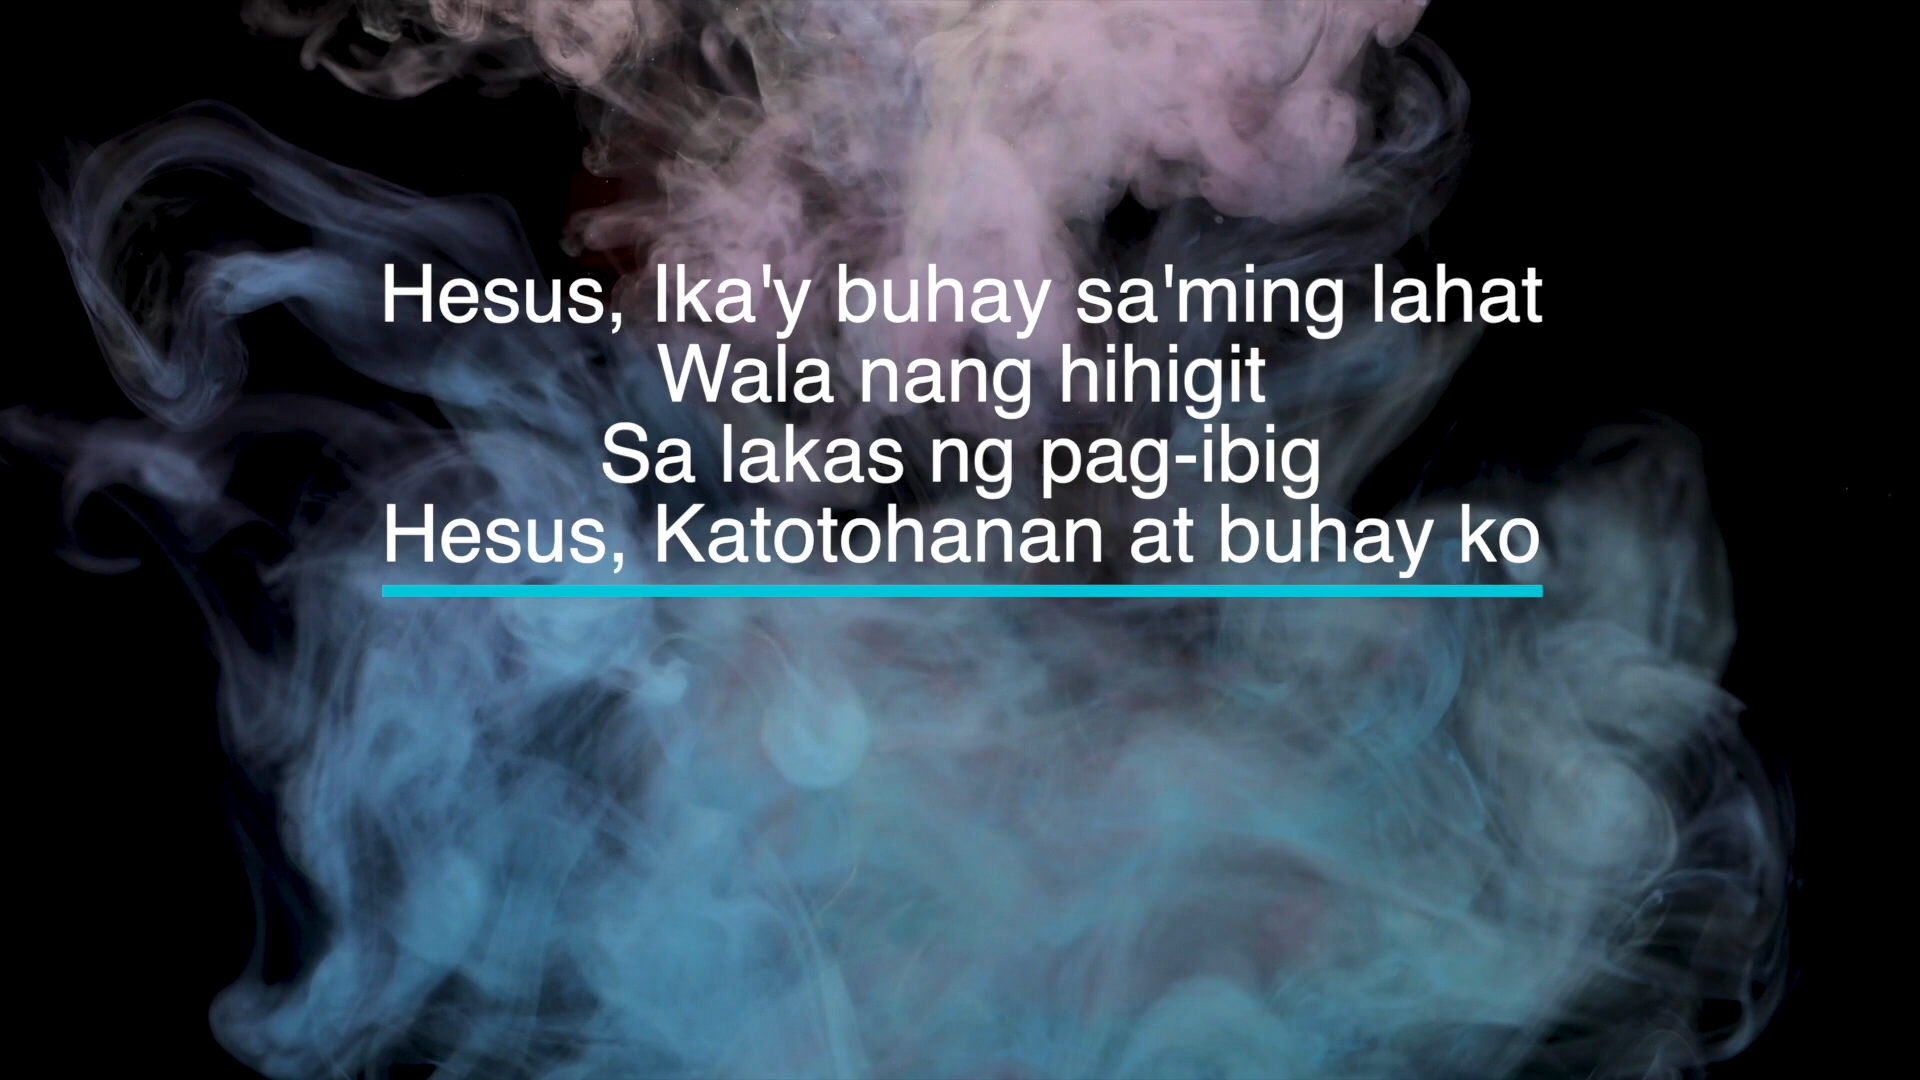 Hesus, Ika'y buhay sa'ming lahat
Wala nang hihigit
Sa lakas ng pag-ibig
Hesus, Katotohanan at buhay ko